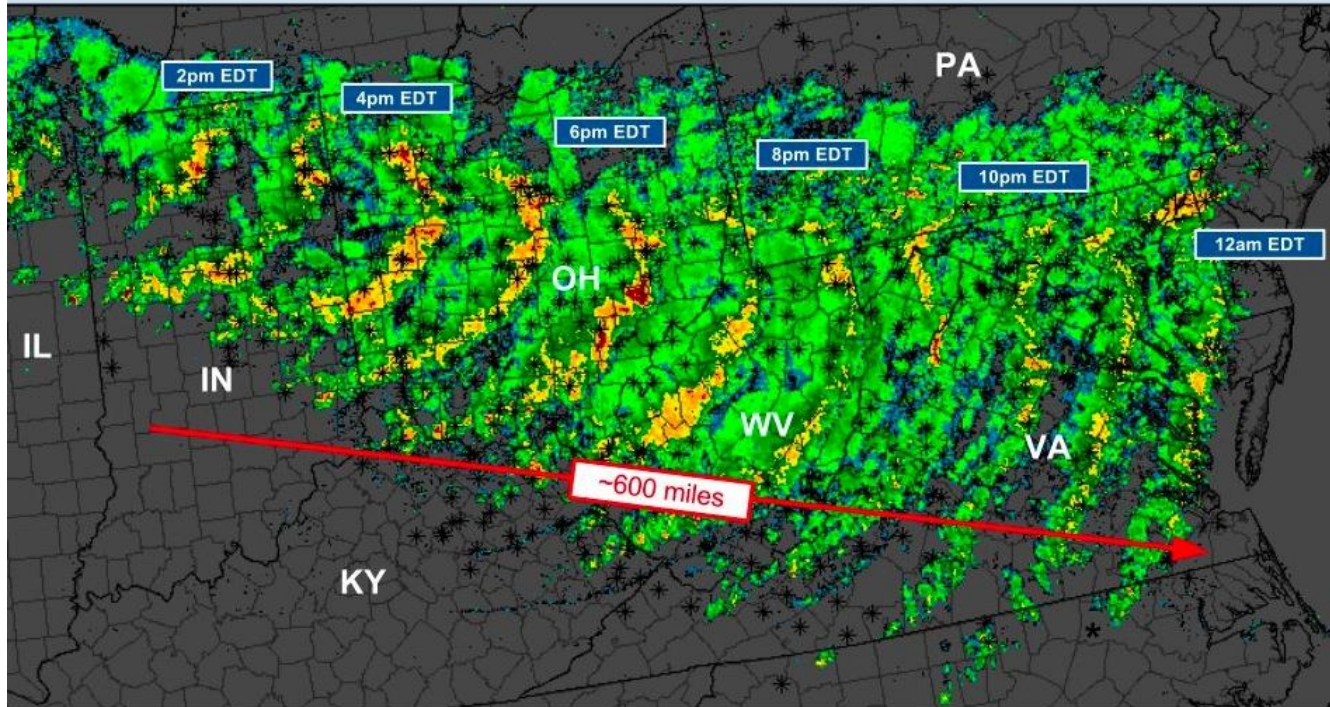 2pm EDT
4pm EDT
6pm EDT
8pm EDT
10pm EDT
12am EDT
PA
OH
IL
IN
WV
VA
~600 miles
KY